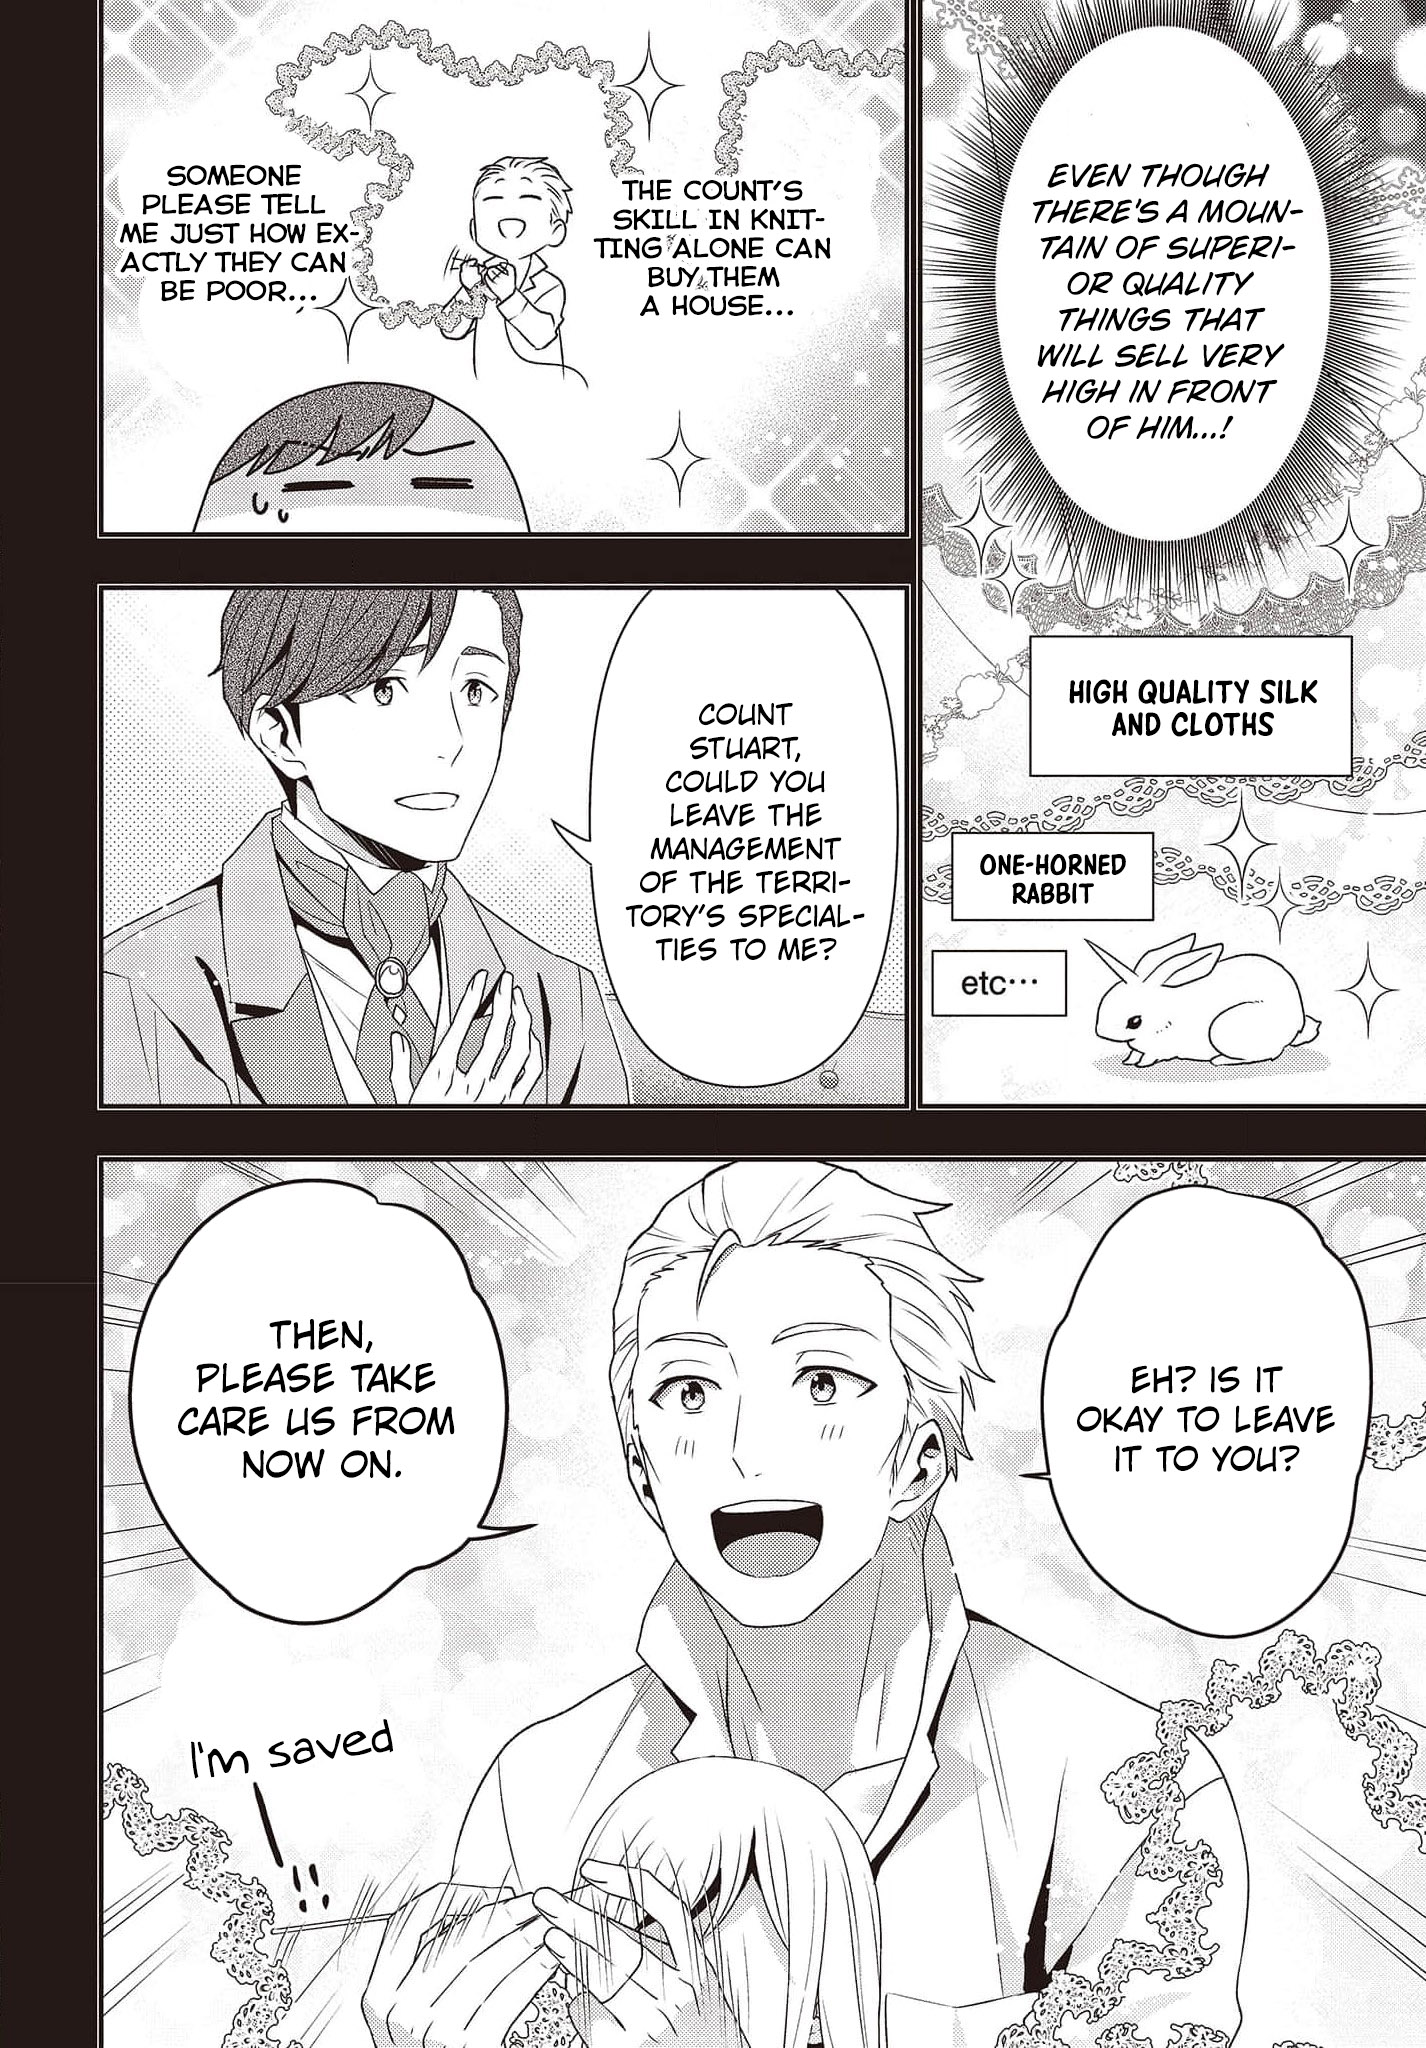 EVEN THOUGH
THERE'S A MOUN-
TAIN OF SUPERI-
OR QUALITY
THINGS THAT
WILL SELL VERY
HIGH IN FRONT
OF HIM...!
HIGH QUALITY SILK
AND CLOTHS
ONE-HORNED
RABBIT
etc…
THE COUNT'S
SKILL IN KNIT-
TING ALONE CAN
BUY THEM
A HOUSE...
SOMEONE
PLEASE TELL
ME JUST HOW EX-
ACTLY THEY CAN
BE POOR...
COUNT
STUART,
COULD YOU
LEAVE THE
MANAGEMENT
OF THE TERRI-
TORY'S SPECIAL-
TIES TO ME?
EH? IS IT
OKAY TO LEAVE
IT TO YOU?
THEN,
PLEASE TAKE
CARE US FROM
NOW ON.
I'm saved
!!